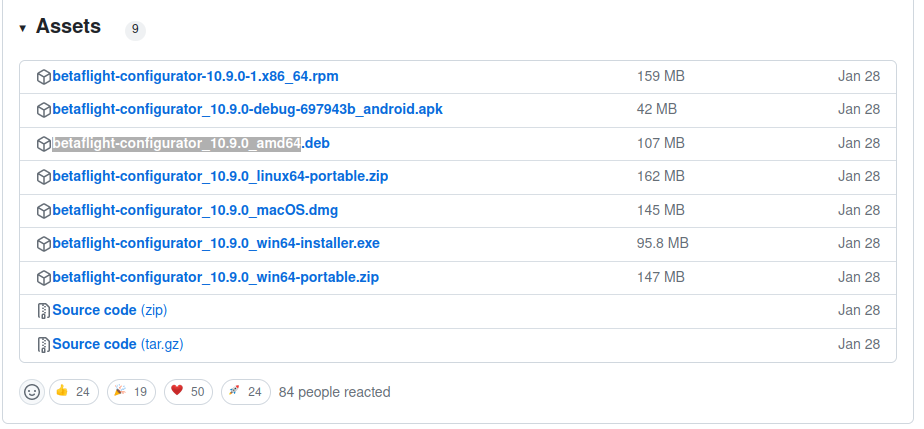 Assets 9
betaflight-configurator-10.9.0-1.x86_64.rpm 159 MB Jan 28
betaflight-configurator_10.9.0-debug-697943b_android.apk 42 MB Jan 28
betaflight-configurator_10.9.0_amd64.deb 107 MB Jan 28
betaflight-configurator_10.9.0_linux64-portable.zip 162 MB Jan 28
betaflight-configurator_10.9.0_macOS.dmg 145 MB Jan 28
betaflight-configurator_10.9.0_win64-installer.exe 95.8 MB Jan 28
betaflight-configurator_10.9.0_win64-portable.zip 147 MB Jan 28
Source code (zip) Jan 28
Source code (tar.gz) Jan 28
24 19 50 24 84 people reacted